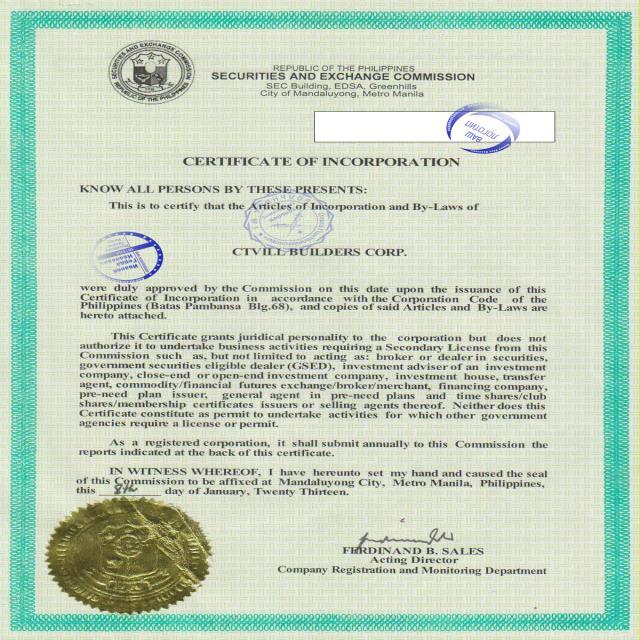 SECURITIES AND EXCHANGE COMMISSION
REPUBLIC OF THE PHILIPPINES
REPUBLIC OF THE PHILIPPINES
SECURITIES AND EXCHANGE COMMISSION
SEC Building, EDSA, Greenhills
City of Mandaluyong, Metro Manila
ВАШ
ЛОГОТИП
CERTIFICATE OF INCORPORATION
KNOW ALL PERSONS BY THESE PRESENTS:
This is to certify that the Articles of Incorporation and By-Laws of
CTVILL BUILDERS CORP.
were duly approved by the Commission on this date upon the issuance of this
Certificate of Incorporation in accordance with the Corporation Code of the
Philippines (Batas Pambansa Blg.68), and copies of said Articles and By-Laws are
hereto attached.
This Certificate grants juridical personality to the corporation but does not
authorize it to undertake business activities requiring a Secondary License from this
Commission such as, but not limited to acting as: broker or dealer in securities,
government securities eligible dealer (GSED), investment adviser of an investment
company, close-end or open-end investment company, investment house, transfer
agent, commodity/financial futures exchange/broker/merchant, financing company,
pre-need plan issuer, general agent in pre-need plans and time shares/club
shares/membership certificates issuers or selling agents thereof. Neither does this
Certificate constitute as permit to undertake activities for which other government
agencies require a license or permit.
As a registered corporation, it shall submit annually to this Commission the
reports indicated at the back of this certificate.
IN WITNESS WHEREOF, I have hereunto set my hand and caused the seal
of this Commission to be affixed at Mandaluyong City, Metro Manila, Philippines,
this 8th day of January, Twenty Thirteen.
FERDINAND B. SALES
Acting Director
Company Registration and Monitoring Department